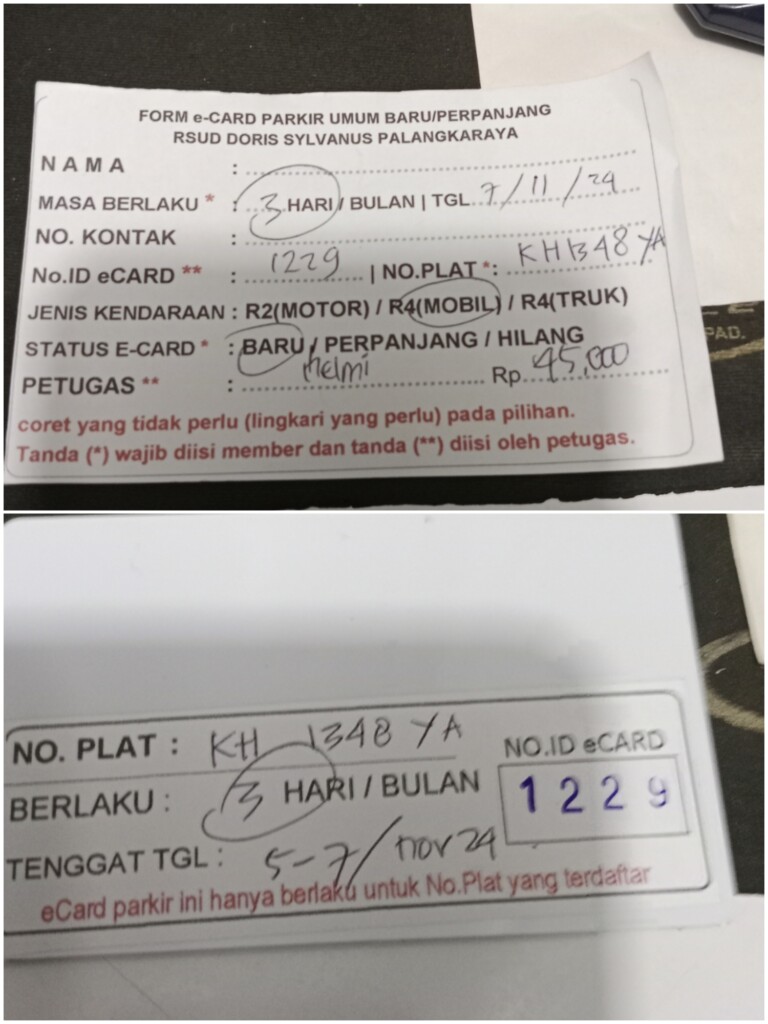 FORM e-CARD PARKIR UMUM BARU/PERPANJANG
RSUD DORIS SYLVANUS PALANGKARAYA
N A M A :
MASA BERLAKU * : 3 HARI / BULAN | TGL 7/11/24
NO. KONTAK :
No.ID eCARD ** : 1229 | NO.PLAT *: KH 1348 YA
JENIS KENDARAAN : R2(MOTOR) / R4(MOBIL) / R4(TRUK)
STATUS E-CARD * : BARU / PERPANJANG / HILANG
PETUGAS ** : Helmi Rp. 45,000
coret yang tidak perlu (lingkari yang perlu) pada pilihan.
Tanda (*) wajib diisi member dan tanda (**) diisi oleh petugas.
PAD.
NO. PLAT : KH 1348 YA
NO.ID eCARD
BERLAKU : 3 HARI / BULAN
1229
TENGGAT TGL : 5-7/nov 24
eCard parkir ini hanya berlaku untuk No.Plat yang terdaftar